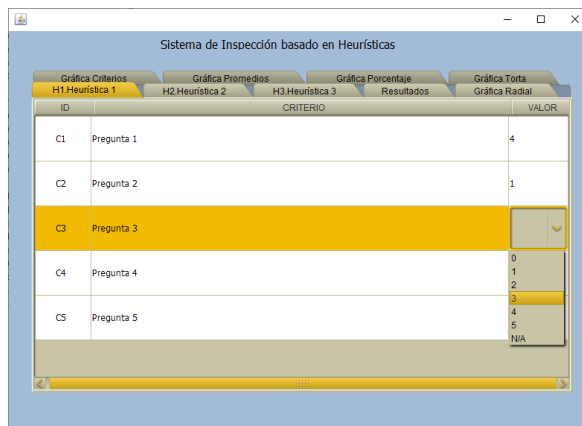 Sistema de Inspección basado en Heurísticas
Gráfica Criterios Gráfica Promedios Gráfica Porcentaje Gráfica Torta
H1.Heurística 1 H2.Heurística 2 H3.Heurística 3 Resultados Gráfica Radial
ID CRITERIO VALOR
C1 Pregunta 1 4
C2 Pregunta 2 1
C3 Pregunta 3
C4 Pregunta 4
C5 Pregunta 5
0
1
2
3
4
5
N/A